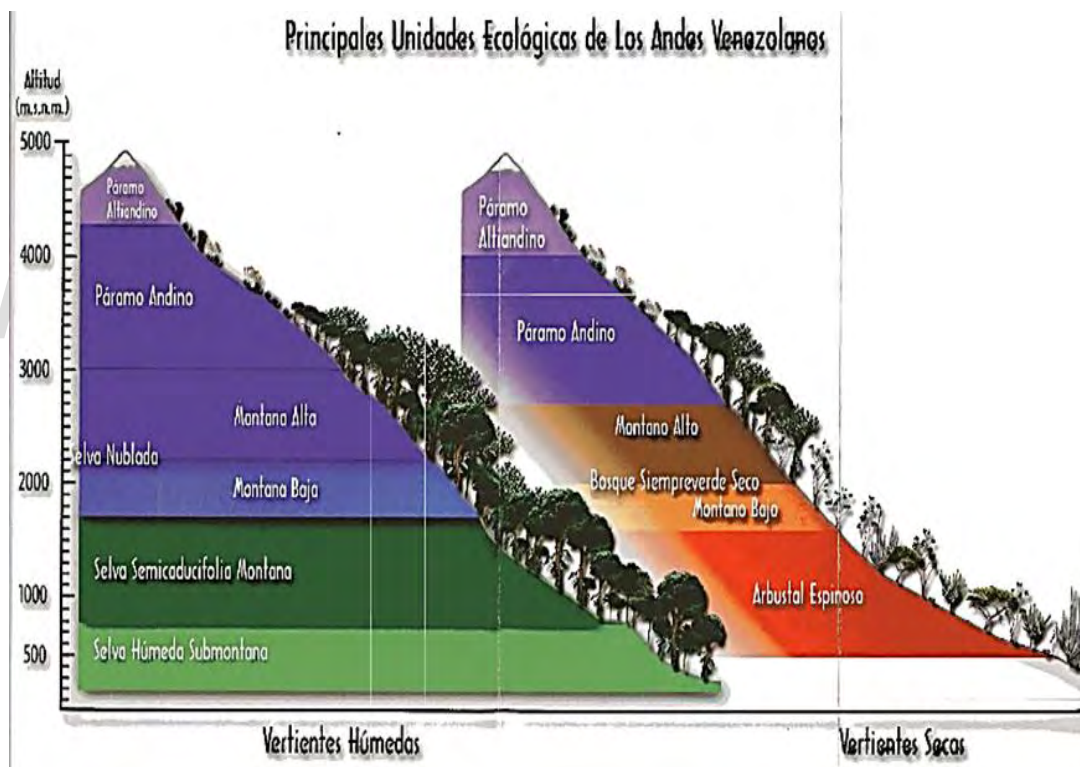 Principales Unidades Ecológicas de Los Andes Venezolanos
Altitud
(m.s.n.m.)
5000
4000
3000
2000
1000
500
Páramo
Altiandino
Páramo Andino
Montana Alta
Selva Nublada
Montana Baja
Selva Semicaducifolia Montana
Selva Húmeda Submontana
Páramo
Altiandino
Páramo Andino
Montano Alto
Bosque Siempreverde Seco
Montano Bajo
Arbustal Espinoso
Vertientes Húmedas
Vertientes Secas